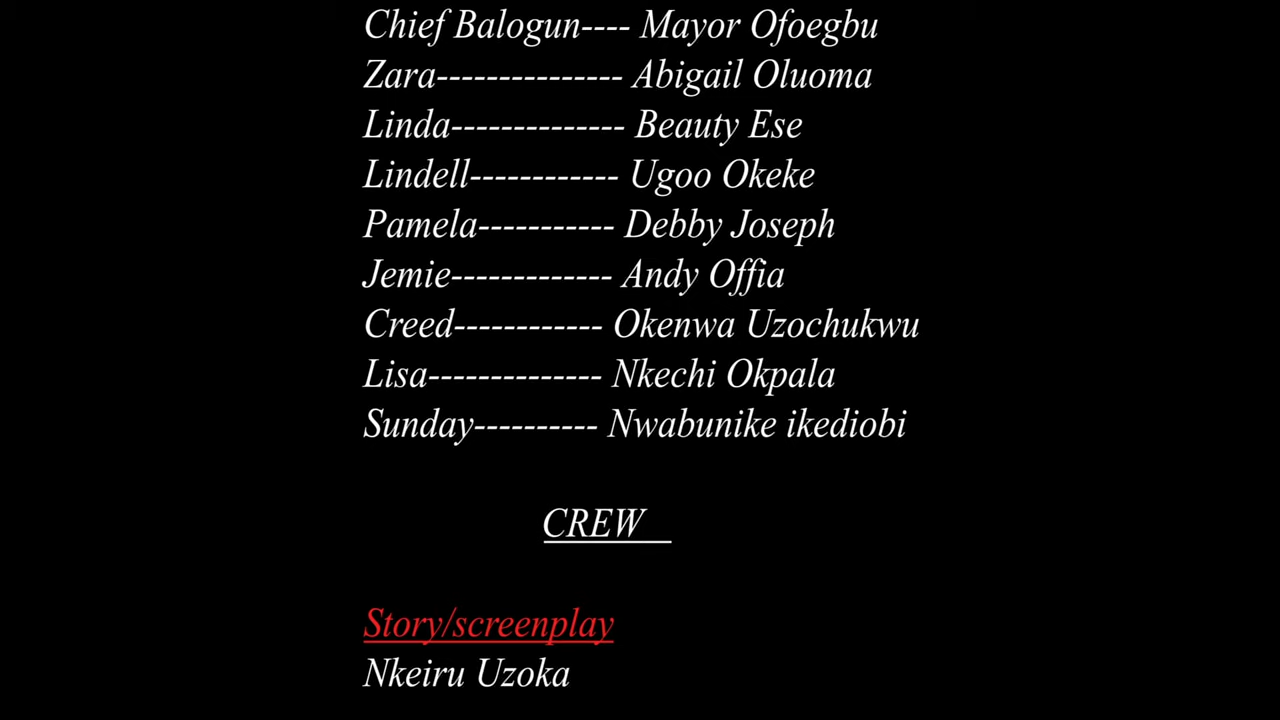 Chief Balogun---- Mayor Ofoegbu
Zara--------------- Abigail Oluoma
Linda-------------- Beauty Ese
Lindell------------ Ugoo Okeke
Pamela----------- Debby Joseph
Jemie------------- Andy Offia
Creed------------ Okenwa Uzochukwu
Lisa-------------- Nkechi Okpala
Sunday---------- Nwabunike ikediobi
CREW
Story/screenplay
Nkeiru Uzoka